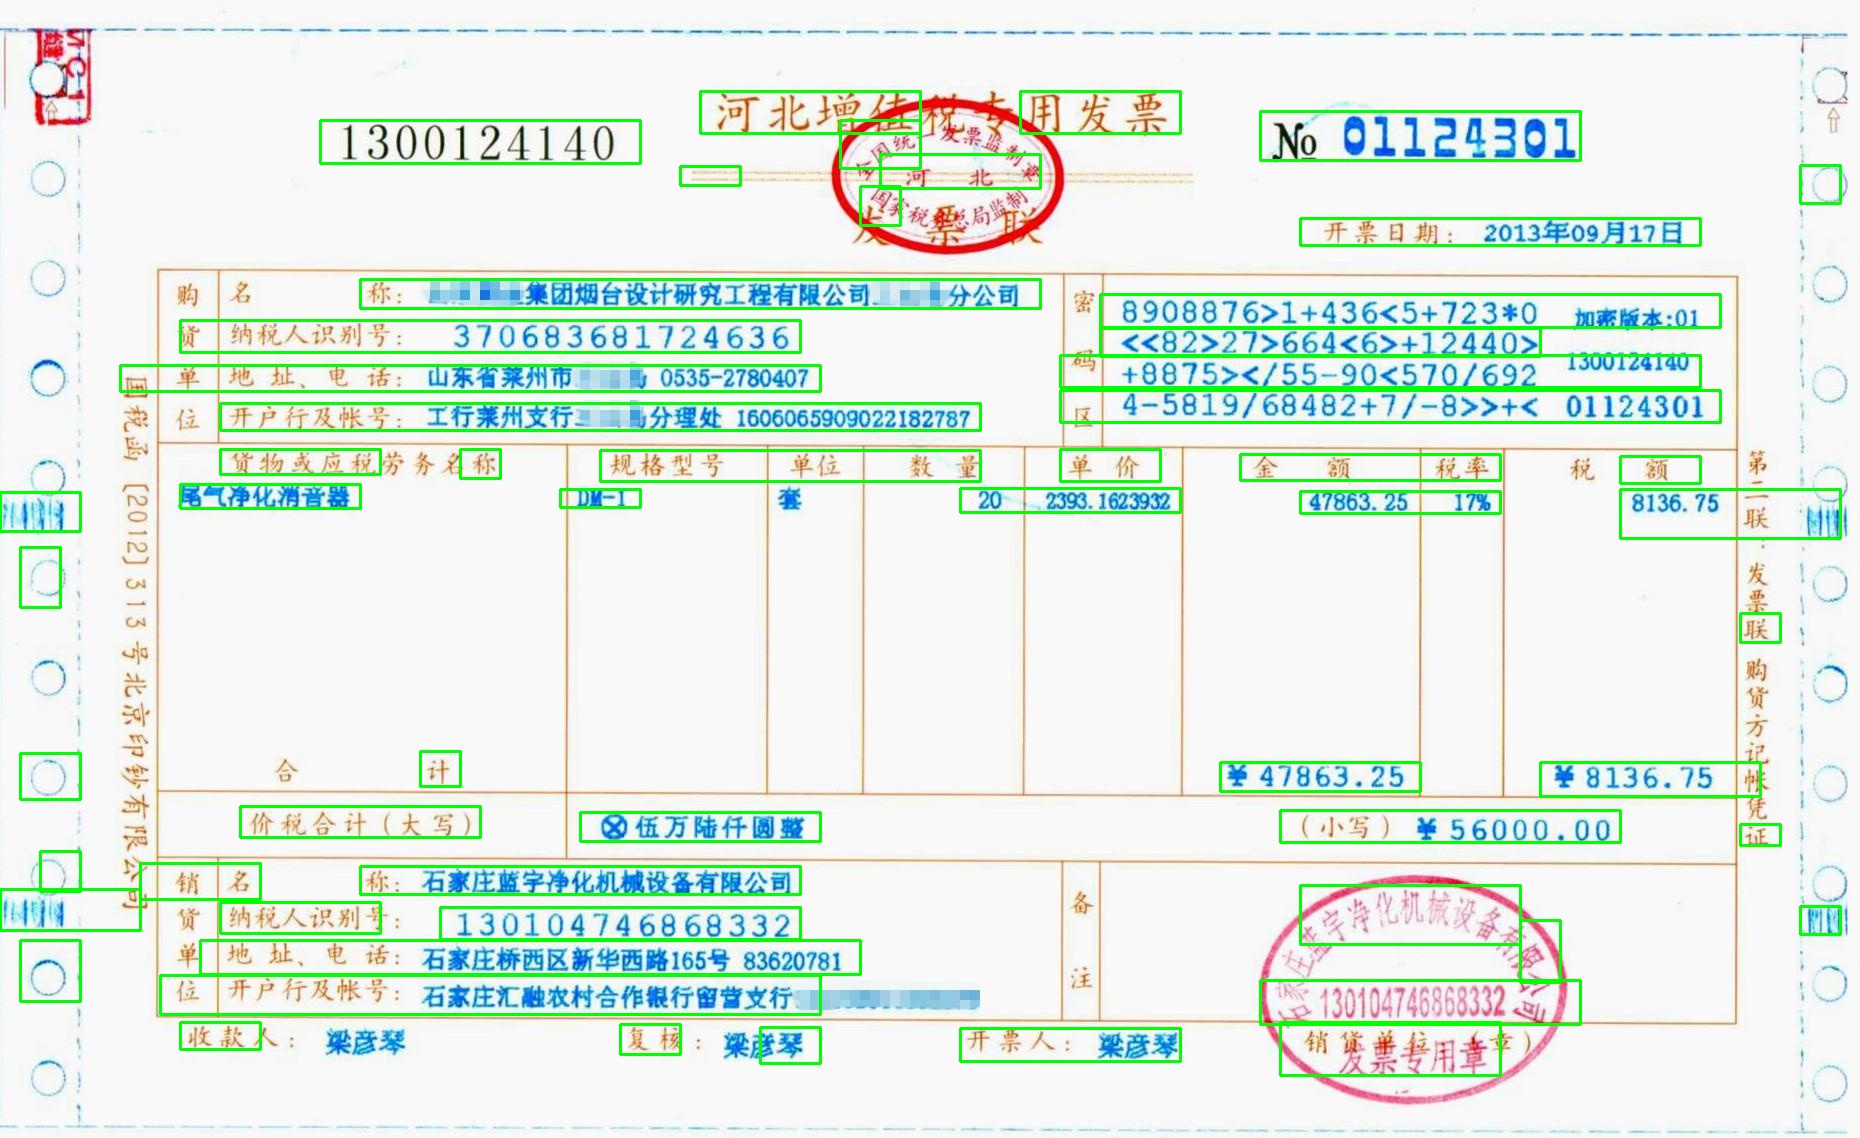 河北增值税专用发票
1300124140
№ 01124301
全国统一发票监制章
河 北
国家税务总局监制
发票联
开票日期: 2013年09月17日
购货单位
名 称: 集团烟台设计研究工程有限公司 分公司
纳税人识别号: 370683681724636
地 址、电 话: 山东省莱州市 0535-2780407
开户行及帐号: 工行莱州支行 分理处 1606065909022182787
密码区
8908876>1+436<5+723*0 加密版本:01
<<82>27>664<6>+12440>
1300124140
+8875></55-90<570/692
4-5819/68482+7/-8>>+< 01124301
货物或应税劳务名称 规格型号 单位 数 量 单 价 金 额 税率 税 额
尾气净化消音器 DM-I 套 20 2393.1623932 47863.25 17% 8136.75
合 计 ¥47863.25 ¥8136.75
价税合计(大写) ⊗伍万陆仟圆整 (小写) ¥56000.00
销货单位
名 称: 石家庄蓝宇净化机械设备有限公司
纳税人识别号: 130104746868332
地 址、电 话: 石家庄桥西区新华西路165号 83620781
开户行及帐号: 石家庄汇融农村合作银行留营支行
备注
收款人: 梁彦琴 复核: 梁彦琴 开票人: 梁彦琴 销货单位(章)
石家庄蓝宇净化机械设备有限公司
130104746868332
发票专用章
国税函[2012]313号北京印钞有限公司
第二联:发票联 购货方记帐凭证